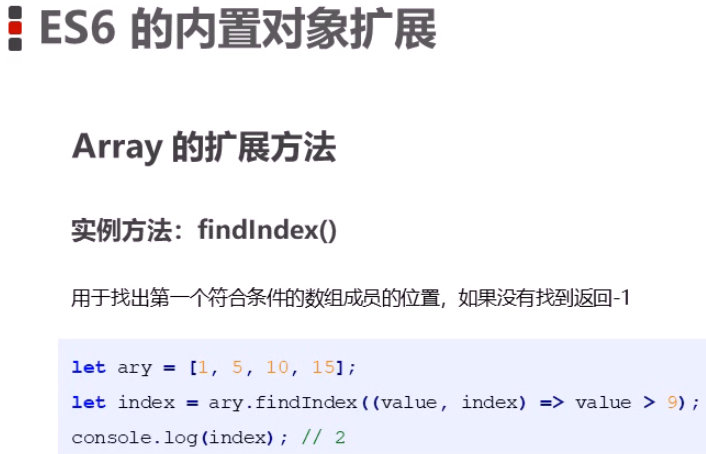 ES6 的内置对象扩展
Array 的扩展方法
实例方法：findIndex()
用于找出第一个符合条件的数组成员的位置，如果没有找到返回-1
let ary = [1, 5, 10, 15];
let index = ary.findIndex((value, index) => value > 9);
console.log(index); // 2